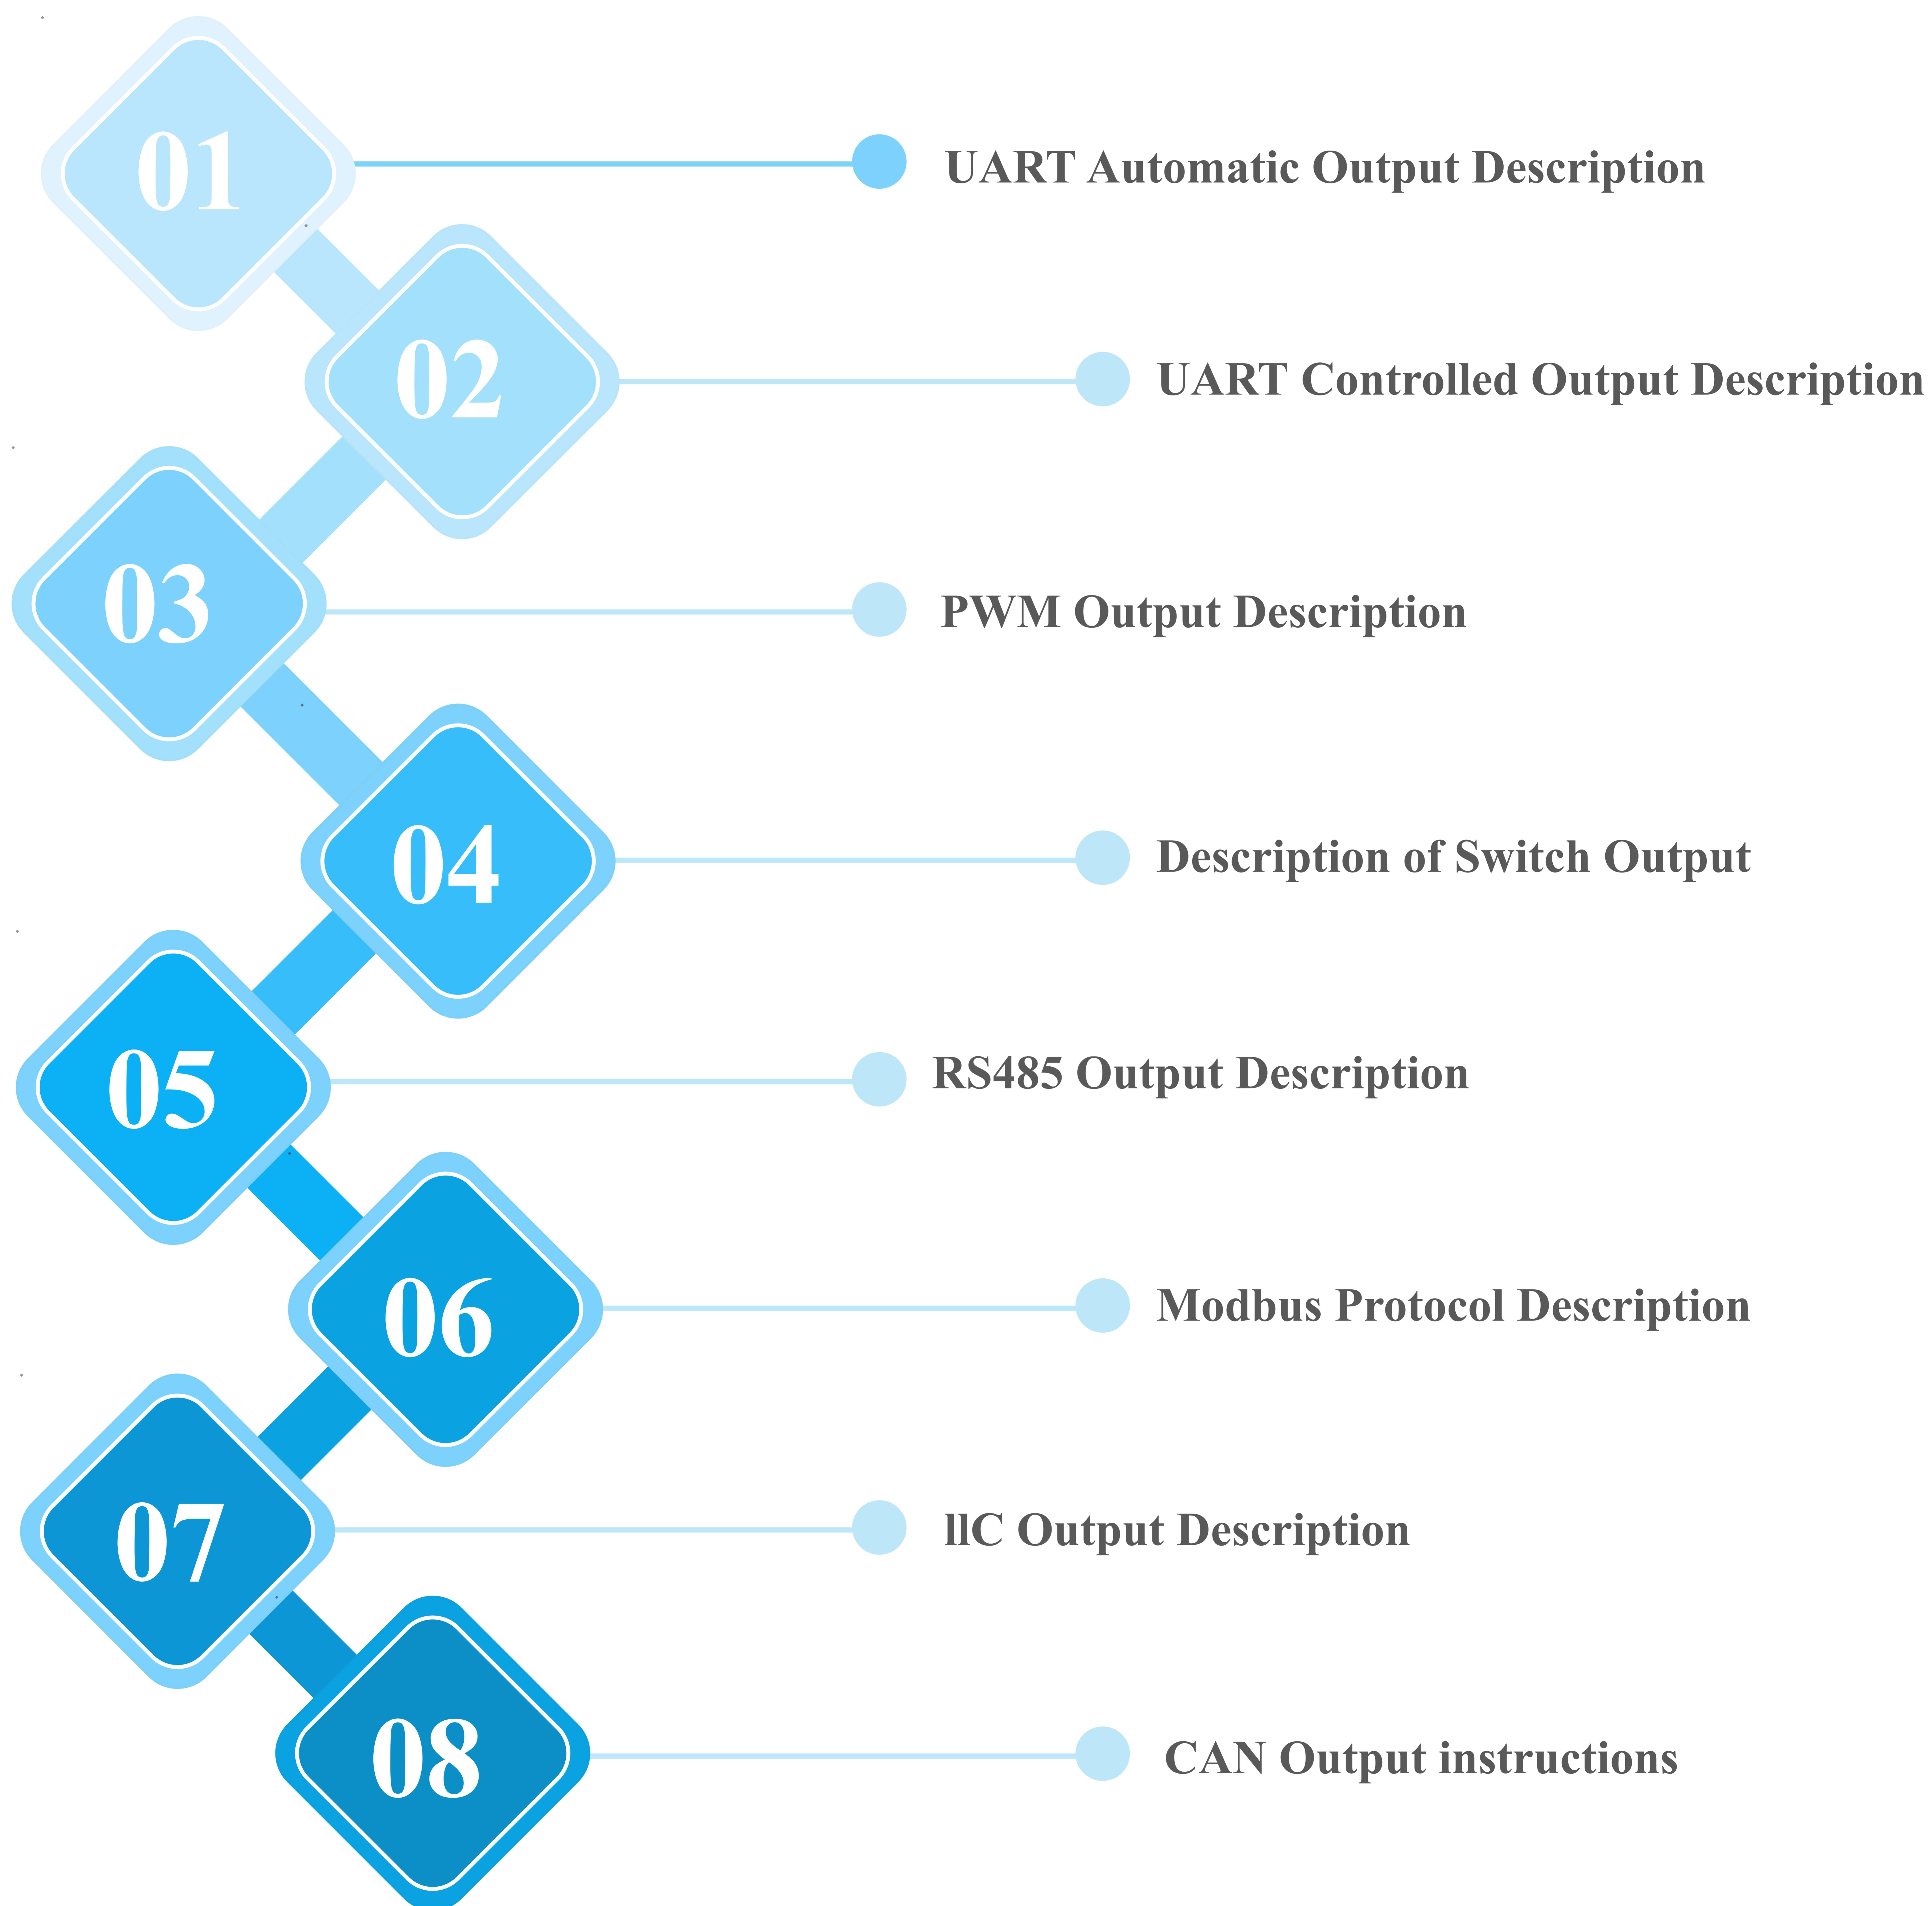 01
UART Automatic Output Description
02
UART Controlled Output Description
03
PWM Output Description
04
Description of Switch Output
05
RS485 Output Description
06
Modbus Protocol Description
07
IIC Output Description
08
CAN Output instructions